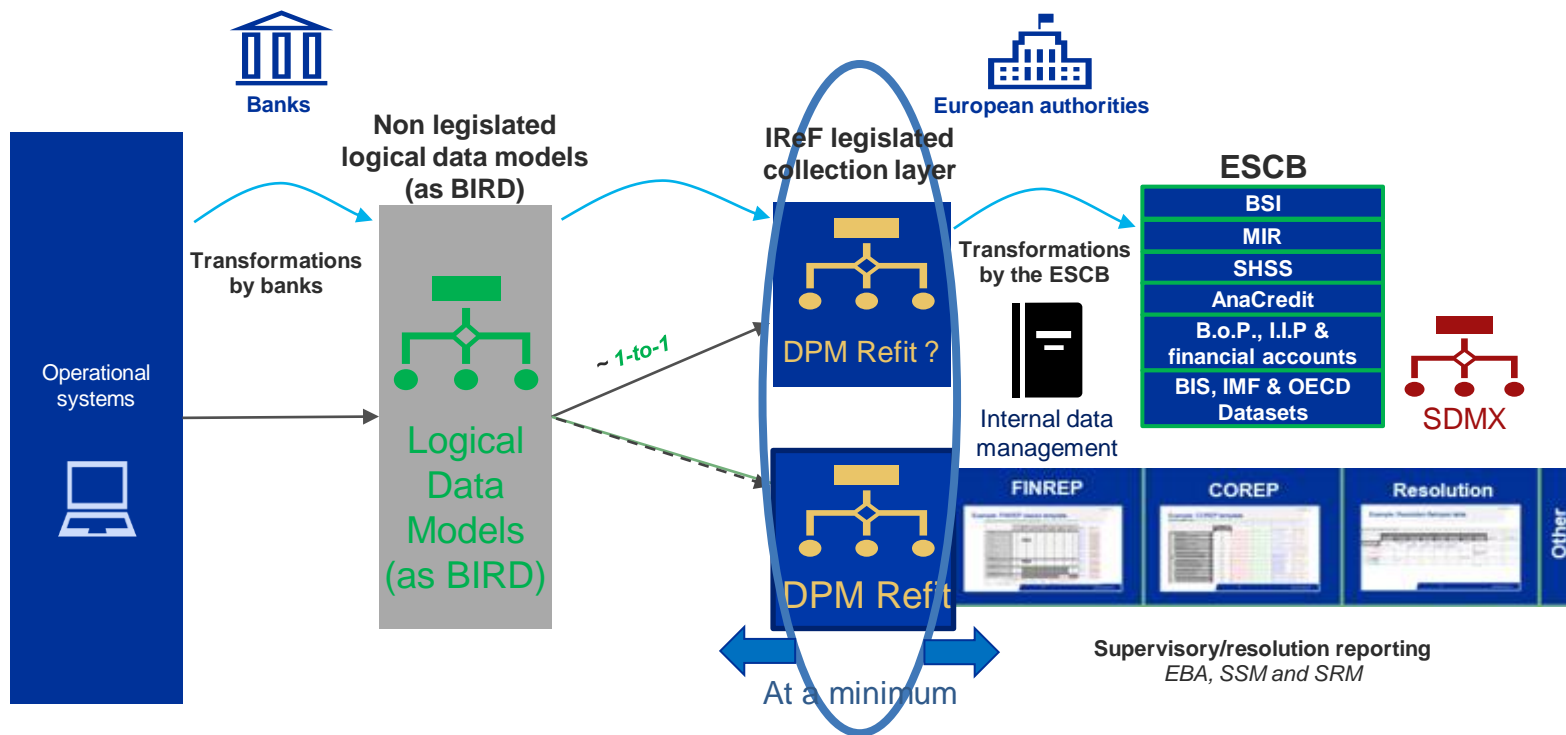 Banks
European authorities
Non legislated
logical data models
(as BIRD)
IReF legislated
collection layer
ESCB
BSI
MIR
SHSS
AnaCredit
B.o.P., I.I.P &
financial accounts
BIS, IMF & OECD
Datasets
Transformations
by banks
Transformations
by the ESCB
~ 1-to-1
DPM Refit ?
Operational
systems
Internal data
management
SDMX
Logical
Data
Models
(as BIRD)
DPM Refit
FINREP
COREP
Resolution
Other
At a minimum
Supervisory/resolution reporting
EBA, SSM and SRM